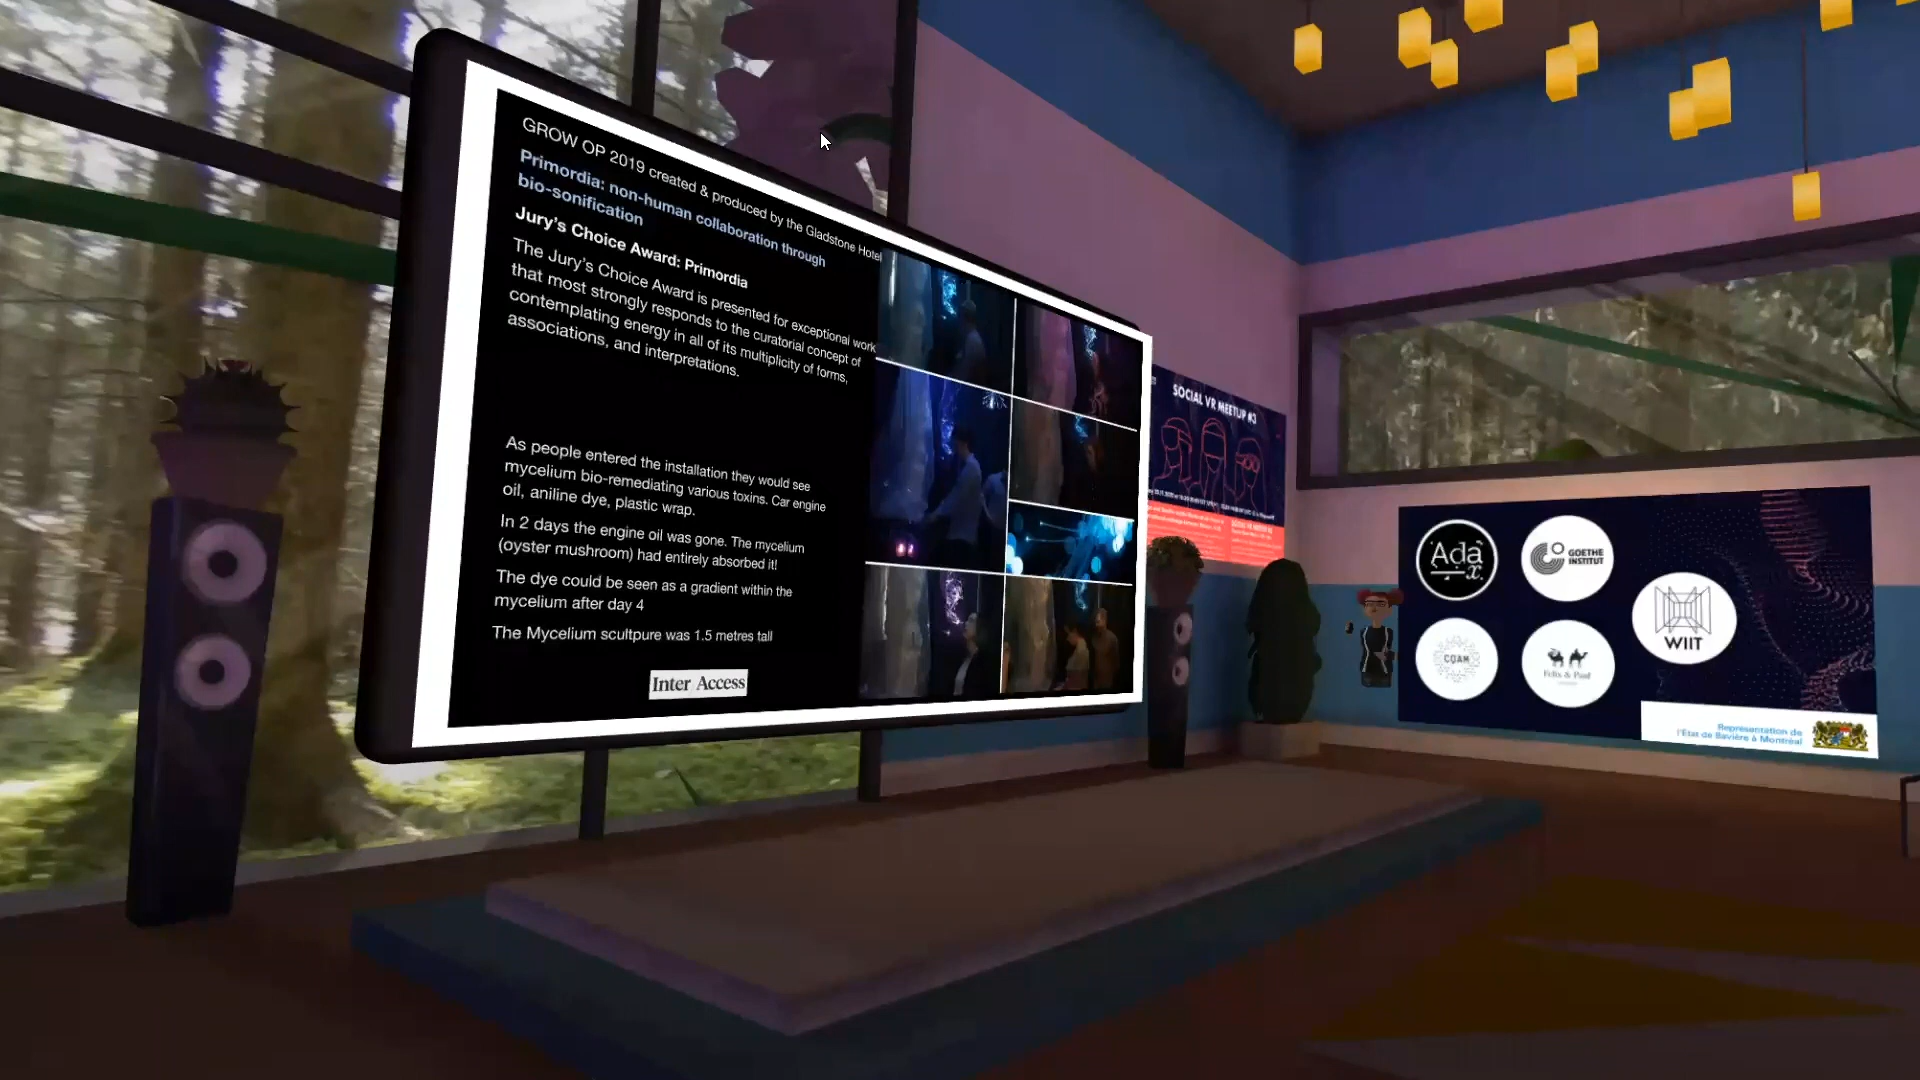 GROW OP 2019 created & produced by the Gladstone Hotel
Primordia: non-human collaboration through
bio-sonification
Jury's Choice Award: Primordia
The Jury's Choice Award is presented for exceptional work
that most strongly responds to the curatorial concept of
contemplating energy in all of its multiplicity of forms,
associations, and interpretations.
As people entered the installation they would see
mycelium bio-remediating various toxins. Car engine
oil, aniline dye, plastic wrap.
In 2 days the engine oil was gone. The mycelium
(oyster mushroom) had entirely absorbed it!
The dye could be seen as a gradient within the
mycelium after day 4
The Mycelium scultpure was 1.5 metres tall
Inter Access
SOCIAL VR MEETUP #3
Ada
x
GOETHE
INSTITUT
WIIT
CQAM
Felix & Paul
Représentation de
l'État de Bavière à Montréal